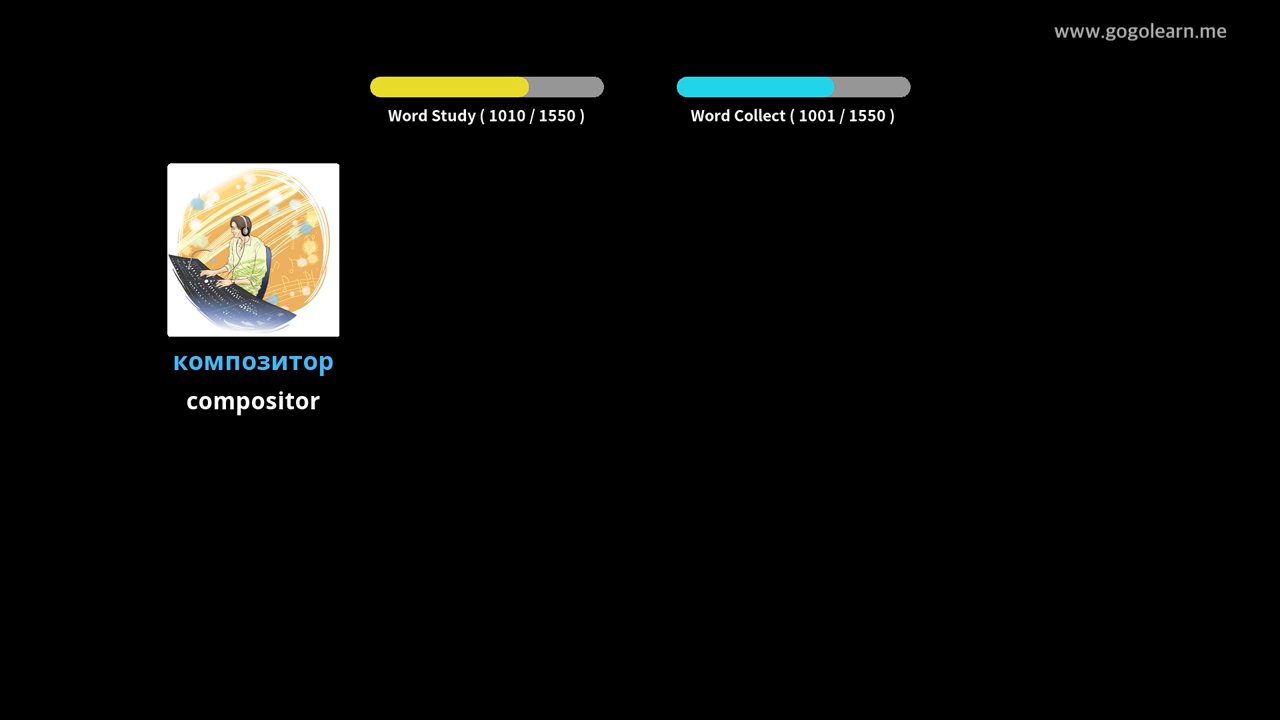 www.gogolearn.me
Word Study ( 1010 / 1550 )
Word Collect ( 1001 / 1550 )
композитор
compositor